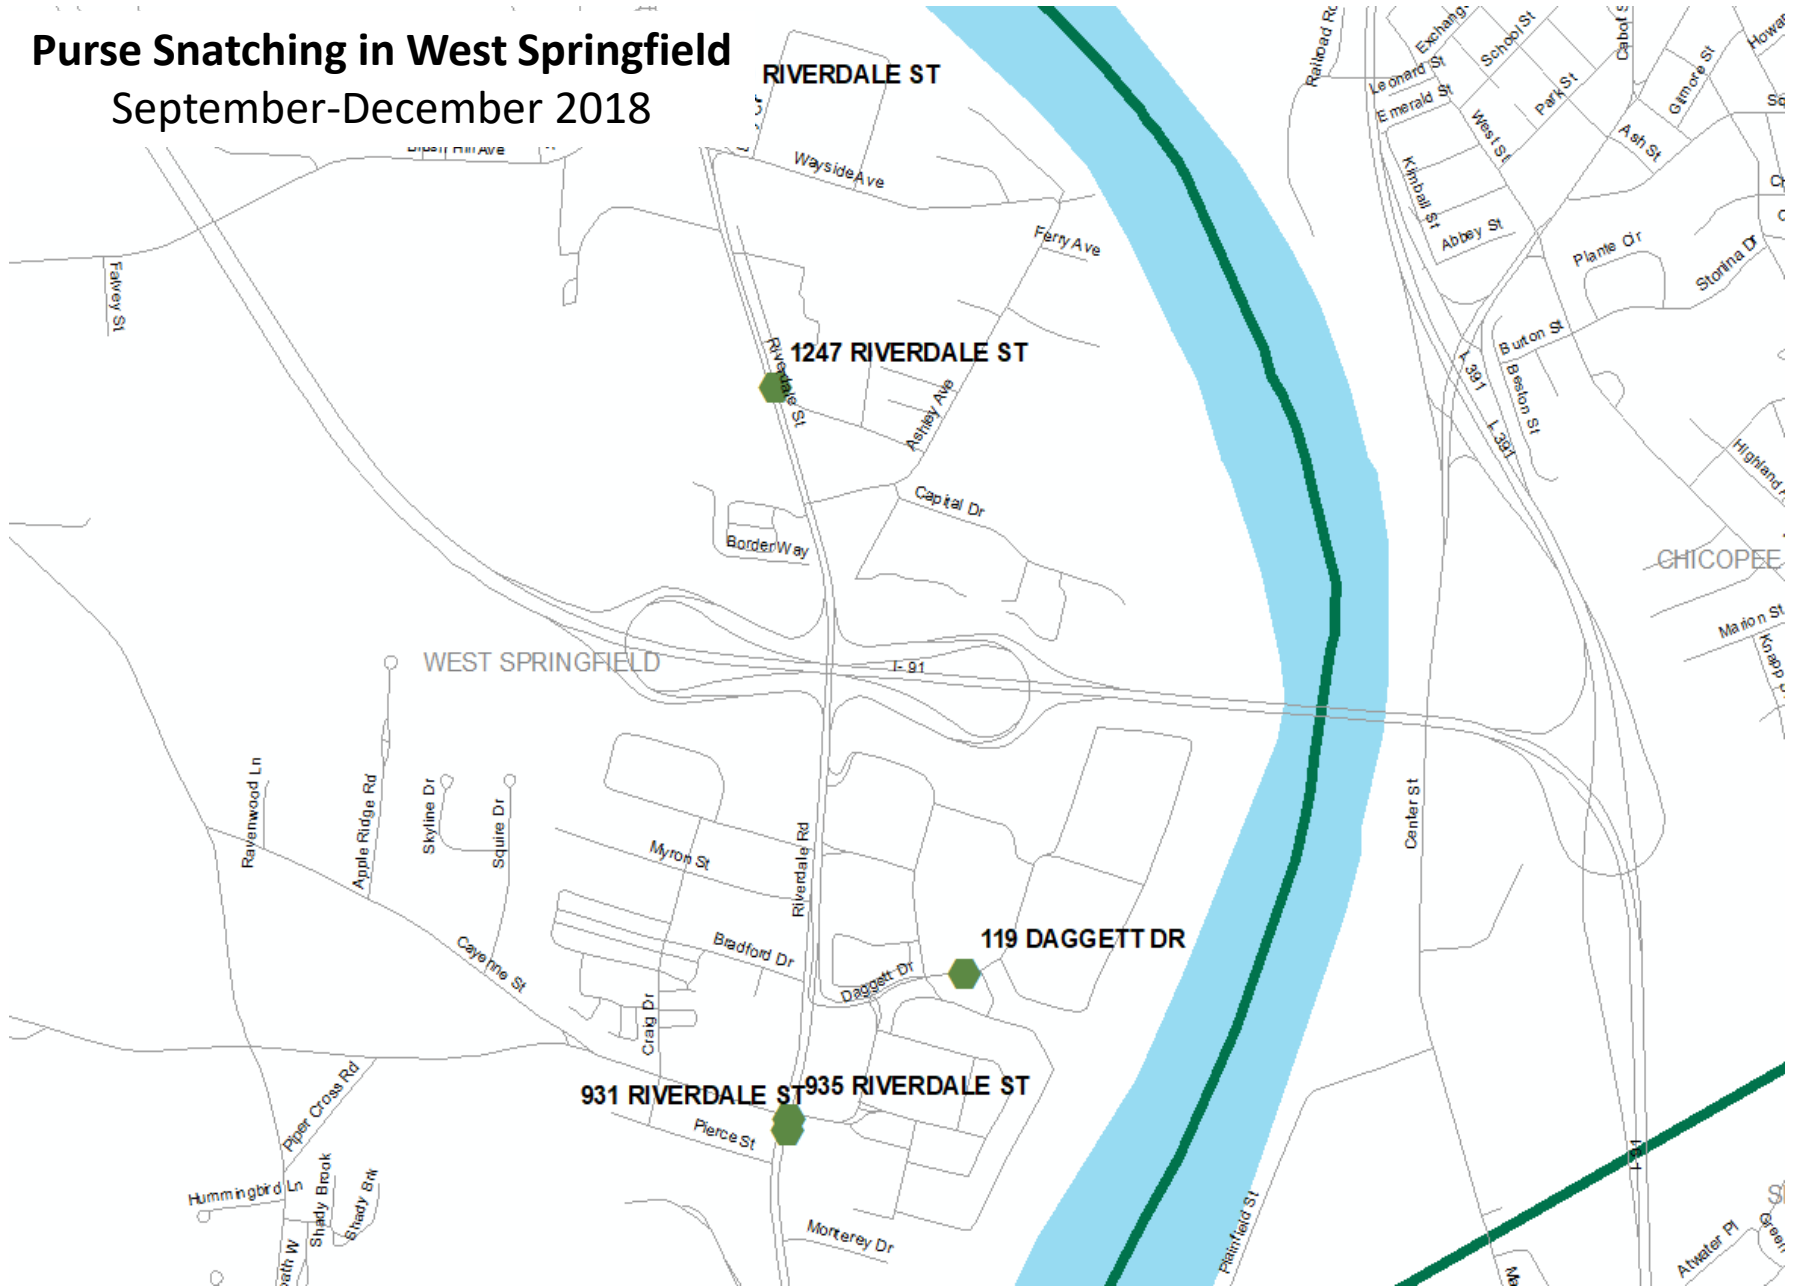 Purse Snatching in West Springfield
September-December 2018
RIVERDALE ST
Wayside Ave
Ferry Ave
Falvey St
Railroad Rd
Leonard St
Emerald St
School St
Park St
West St
Ash St
Gilmore St
Kimball St
Abbey St
Plante Cir
Storina Dr
1247 RIVERDALE ST
Riverdale St
Ashley Ave
Burton St
Beston St
I- 391
I- 391
Capital Dr
Border Way
CHICOPEE
Marion St
WEST SPRINGFIELD
I- 91
Ravenwood Ln
Apple Ridge Rd
Skyline Dr
Squire Dr
Myron St
Riverdale Rd
Center St
Cayenne St
Bradford Dr
Daggett Dr
119 DAGGETT DR
Craig Dr
931 RIVERDALE ST
935 RIVERDALE ST
Piper Cross Rd
Pierce St
Hummingbird Ln
Shady Brook
Shady Brk
Monterey Dr
Plainfield St
I- 91
Atwater Pl